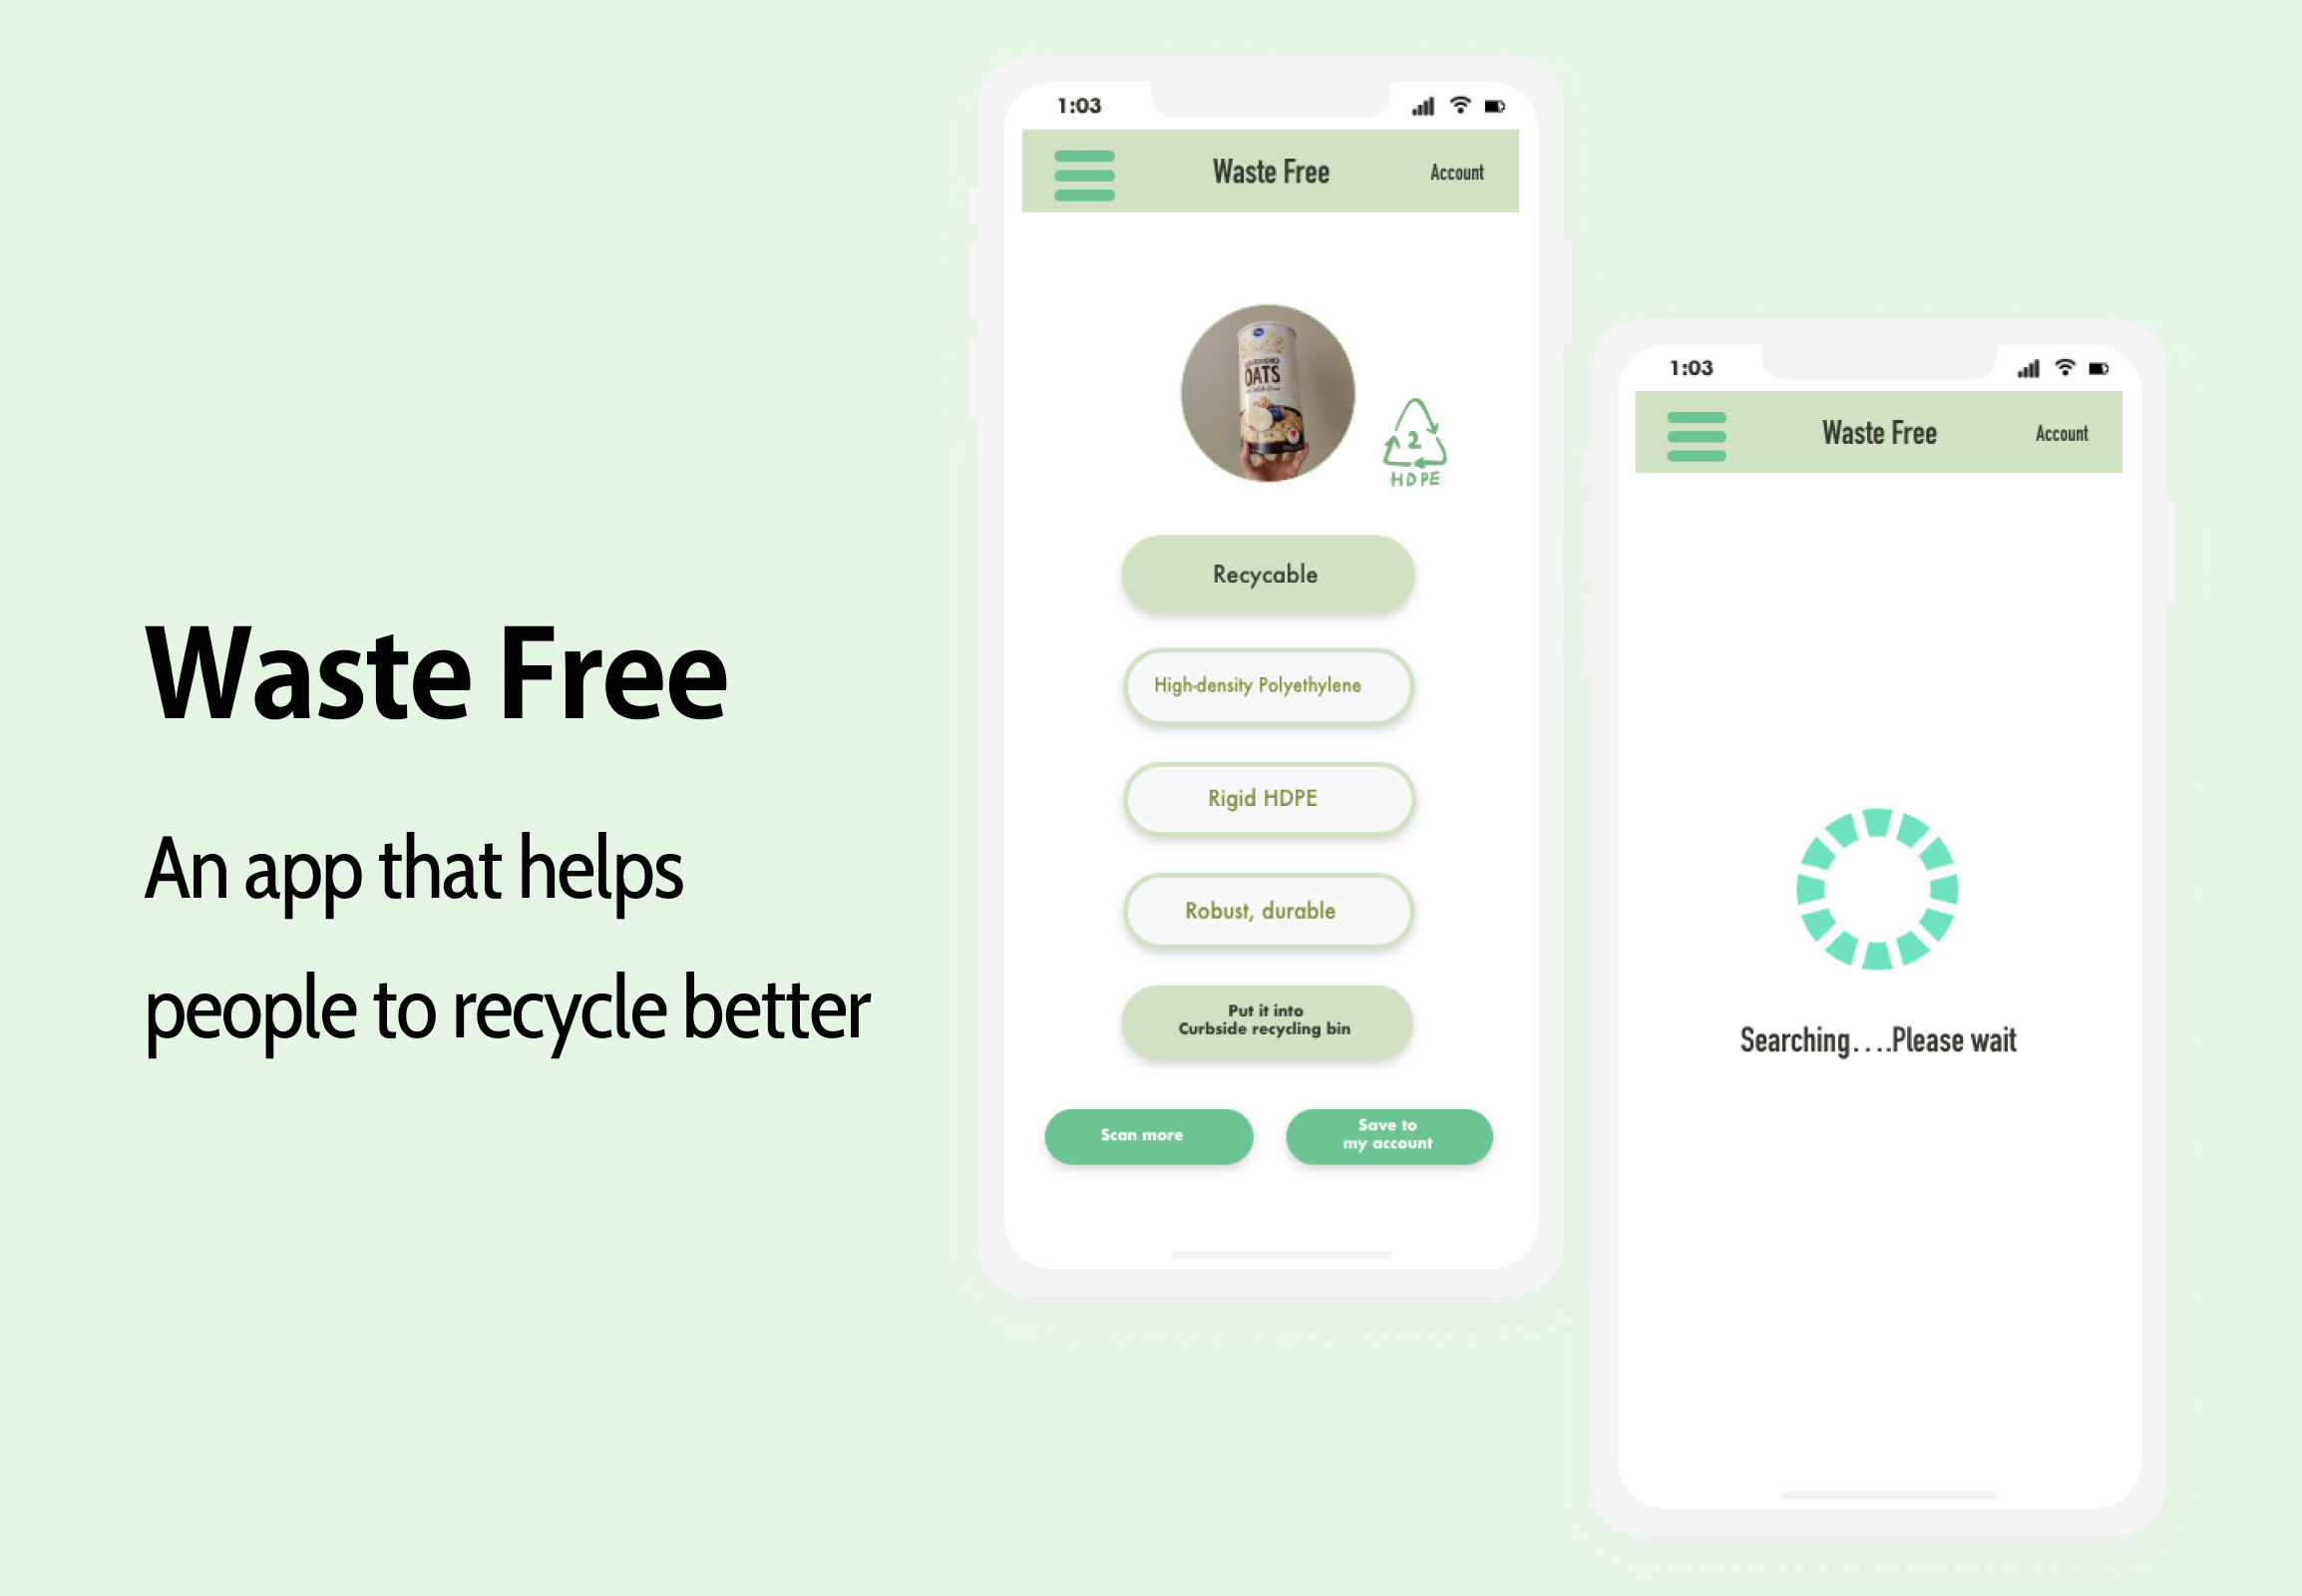 Waste Free
An app that helps
people to recycle better
1:03
Waste Free
Account
OATS
2
HDPE
Recycable
High-density Polyethylene
Rigid HDPE
Robust, durable
Put it into
Curbside recycling bin
Scan more
Save to
my account
1:03
Waste Free
Account
Searching....Please wait